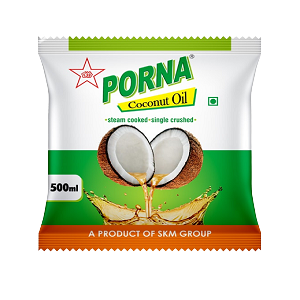 PORNA®
Coconut Oil
•steam cooked•single crushed•
500ml
A PRODUCT OF SKM GROUP